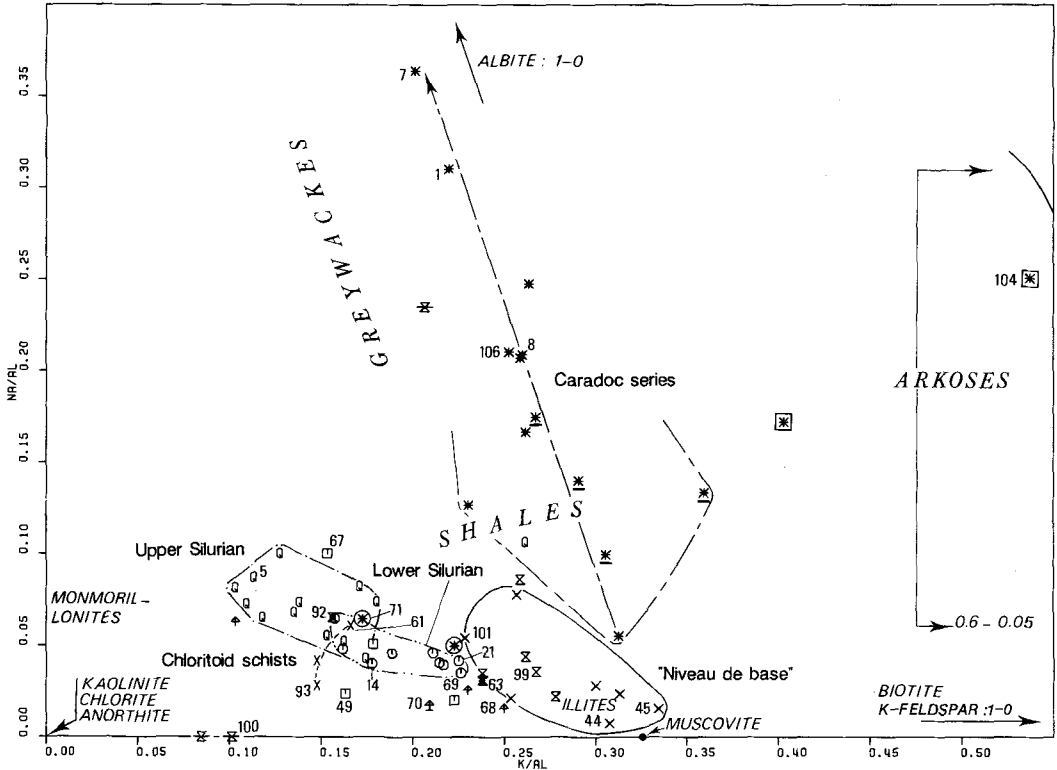 0.35
0.30
0.25
0.20
0.15
0.10
0.05
0.00
NA/AL
ALBITE : 1-0
7
1
GREYWACKES
106
8
Caradoc series
104
ARKOSES
SHALES
0.6 - 0.05
Upper Silurian
67
5
Lower Silurian
MONMORIL-
LONITES
92
71
61
101
21
Chloritoid schists
"Niveau de base"
99
93
14
69
63
49
70
68
ILLITES
44
45
KAOLINITE
CHLORITE
ANORTHITE
100
BIOTITE
K-FELDSPAR :1-0
MUSCOVITE
0.00 0.05 0.10 0.15 0.20 0.25 0.30 0.35 0.40 0.45 0.50
K/AL